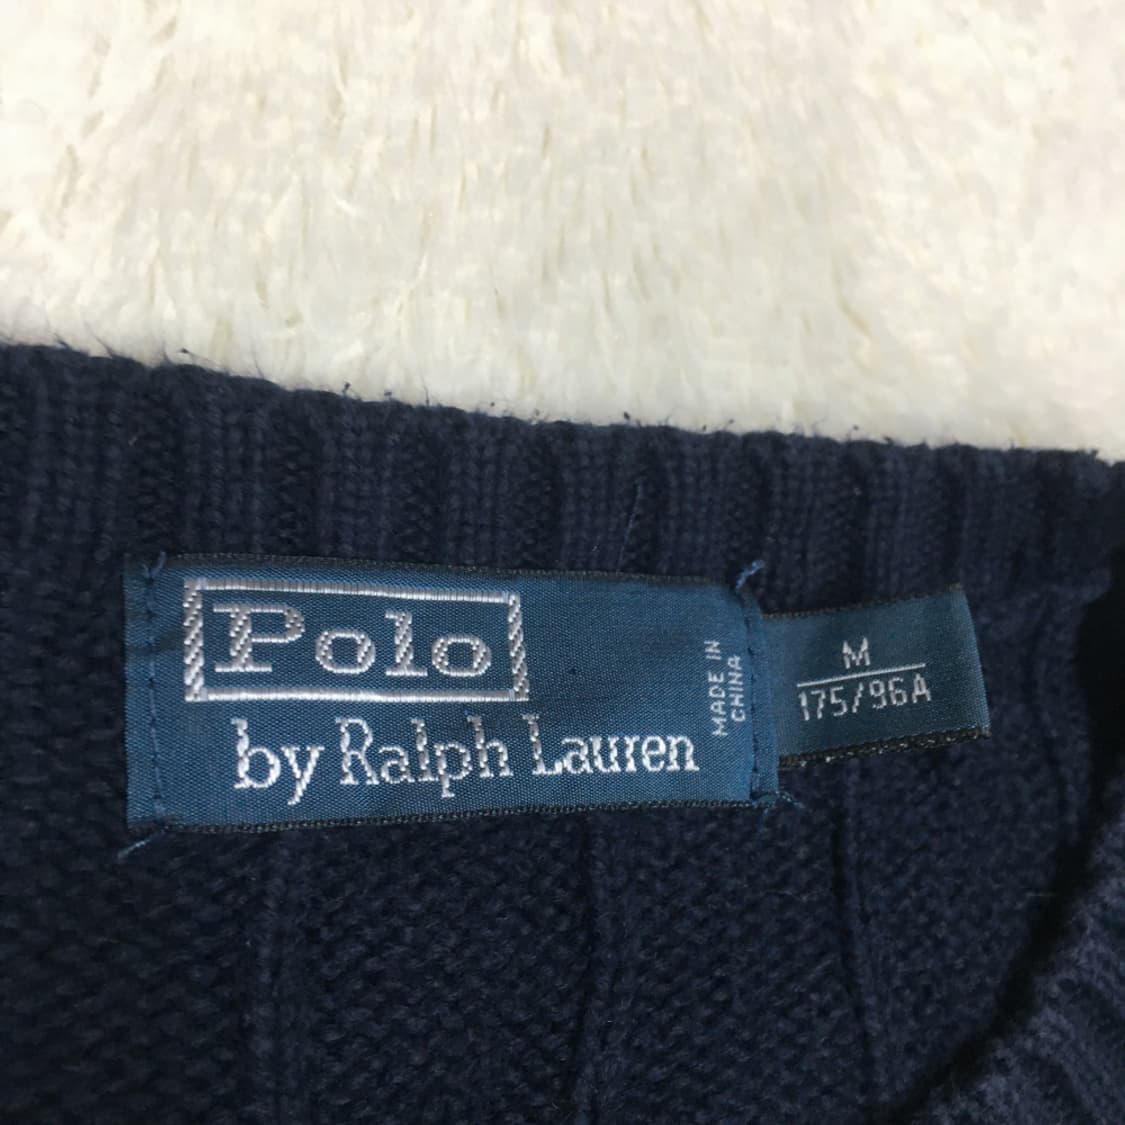 Polo
by Ralph Lauren
MADE IN
CHINA
M
175/96A